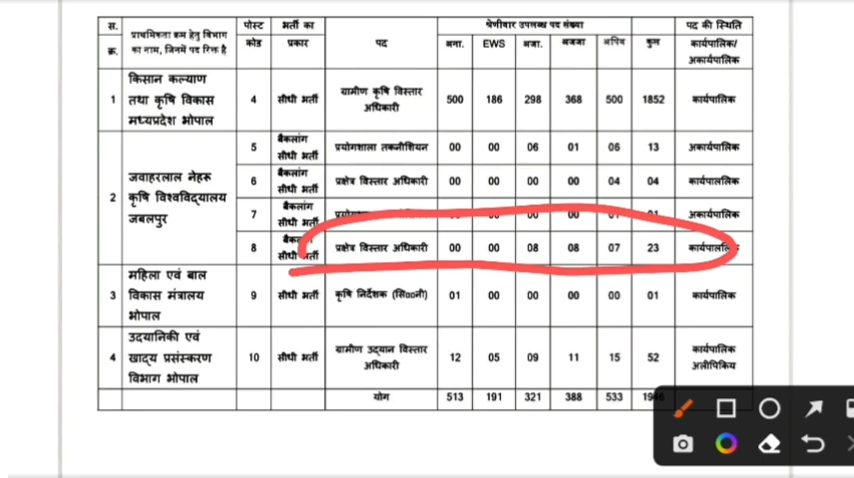 स. क्र. प्राथमिकता क्रम हेतु विभाग का नाम, जिनमें पद रिक्त है पोस्ट कोड भर्ती का प्रकार पद श्रेणीवार उपलब्ध पद संख्या पद की स्थिति कार्यपालिक/ अकार्यपालिक
अना. EWS अजा. अजजा अपिव कुल
1 किसान कल्याण तथा कृषि विकास मध्यप्रदेश भोपाल 4 सीधी भर्ती ग्रामीण कृषि विस्तार अधिकारी 500 186 298 368 500 1852 कार्यपालिक
2 जवाहरलाल नेहरू कृषि विश्वविद्यालय जबलपुर 5 बैकलांग सीधी भर्ती प्रयोगशाला तकनीशियन 00 00 06 01 06 13 अकार्यपालिक
6 बैकलांग सीधी भर्ती प्रक्षेत्र विस्तार अधिकारी 00 00 00 00 04 04 कार्यपाललिक
7 बैकलांग सीधी भर्ती 00 00 अकार्यपालिक
8 सीधी भर्ती प्रक्षेत्र विस्तार अधिकारी 00 00 08 08 07 23
3 महिला एवं बाल विकास मंत्रालय भोपाल 9 सीधी भर्ती कृषि निर्देशक (सि00नी) 01 00 00 00 00 01 कार्यपालिक
4 उदयानिकी एवं खाद्य प्रसंस्करण विभाग भोपाल 10 सीधी भर्ती ग्रामीण उद्यान विस्तार अधिकारी 12 05 09 11 15 52 कार्यपालिक अलीपिकिय
योग 513 191 321 388 533